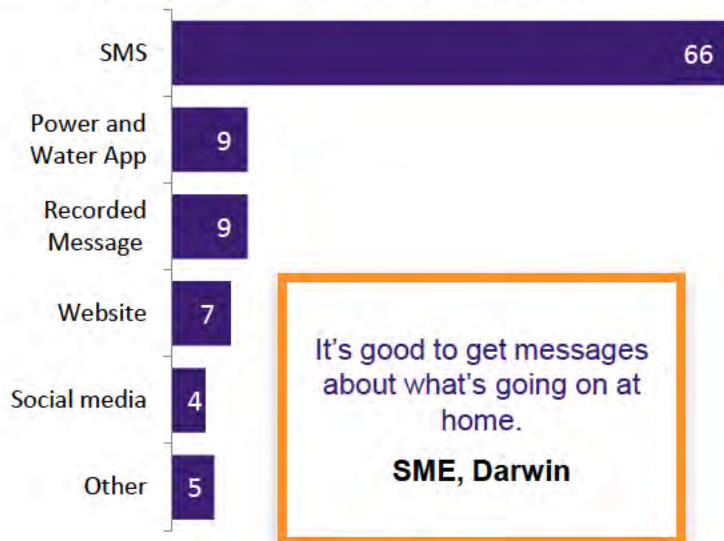 SMS
66
Power and
Water App
9
Recorded
Message
9
Website
7
Social media
4
Other
5
It's good to get messages
about what's going on at
home.
SME, Darwin